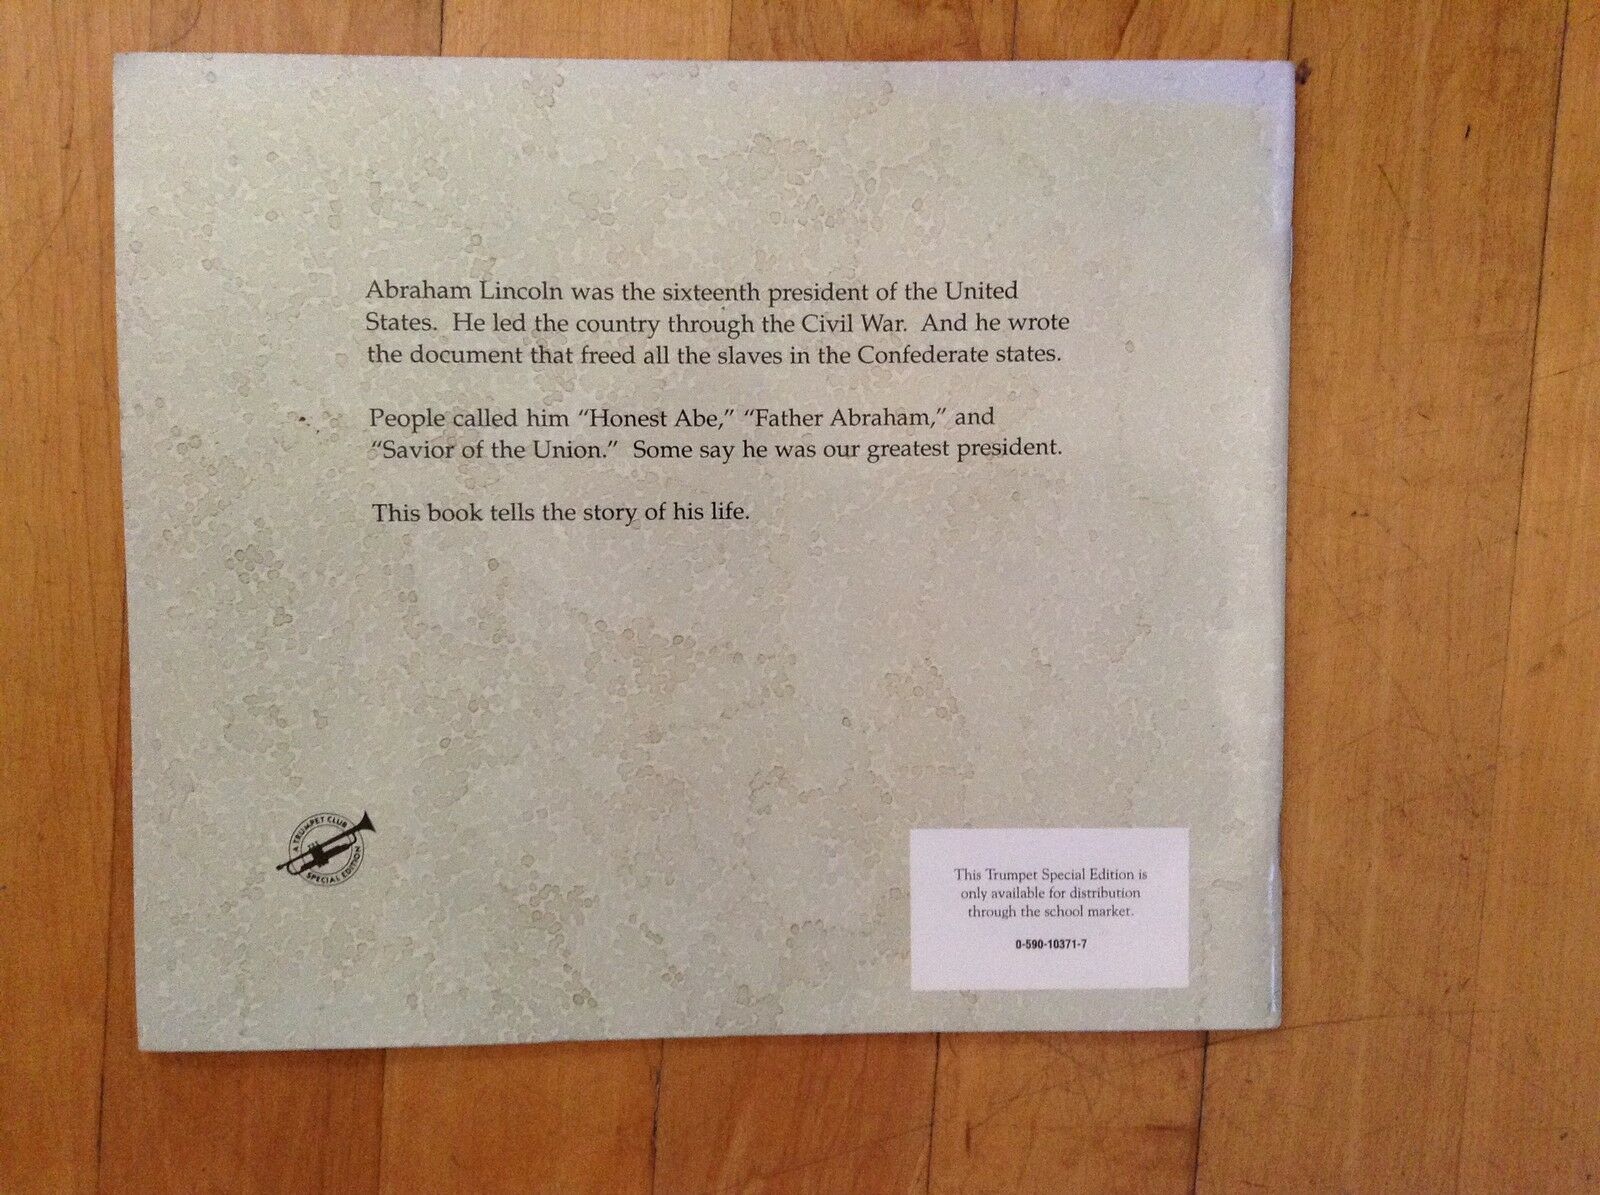 Abraham Lincoln was the sixteenth president of the United
States. He led the country through the Civil War. And he wrote
the document that freed all the slaves in the Confederate states.
People called him “Honest Abe,” “Father Abraham,” and
“Savior of the Union.” Some say he was our greatest president.
This book tells the story of his life.
A TRUMPET CLUB
SPECIAL EDITION
This Trumpet Special Edition is
only available for distribution
through the school market.
0-590-10371-7